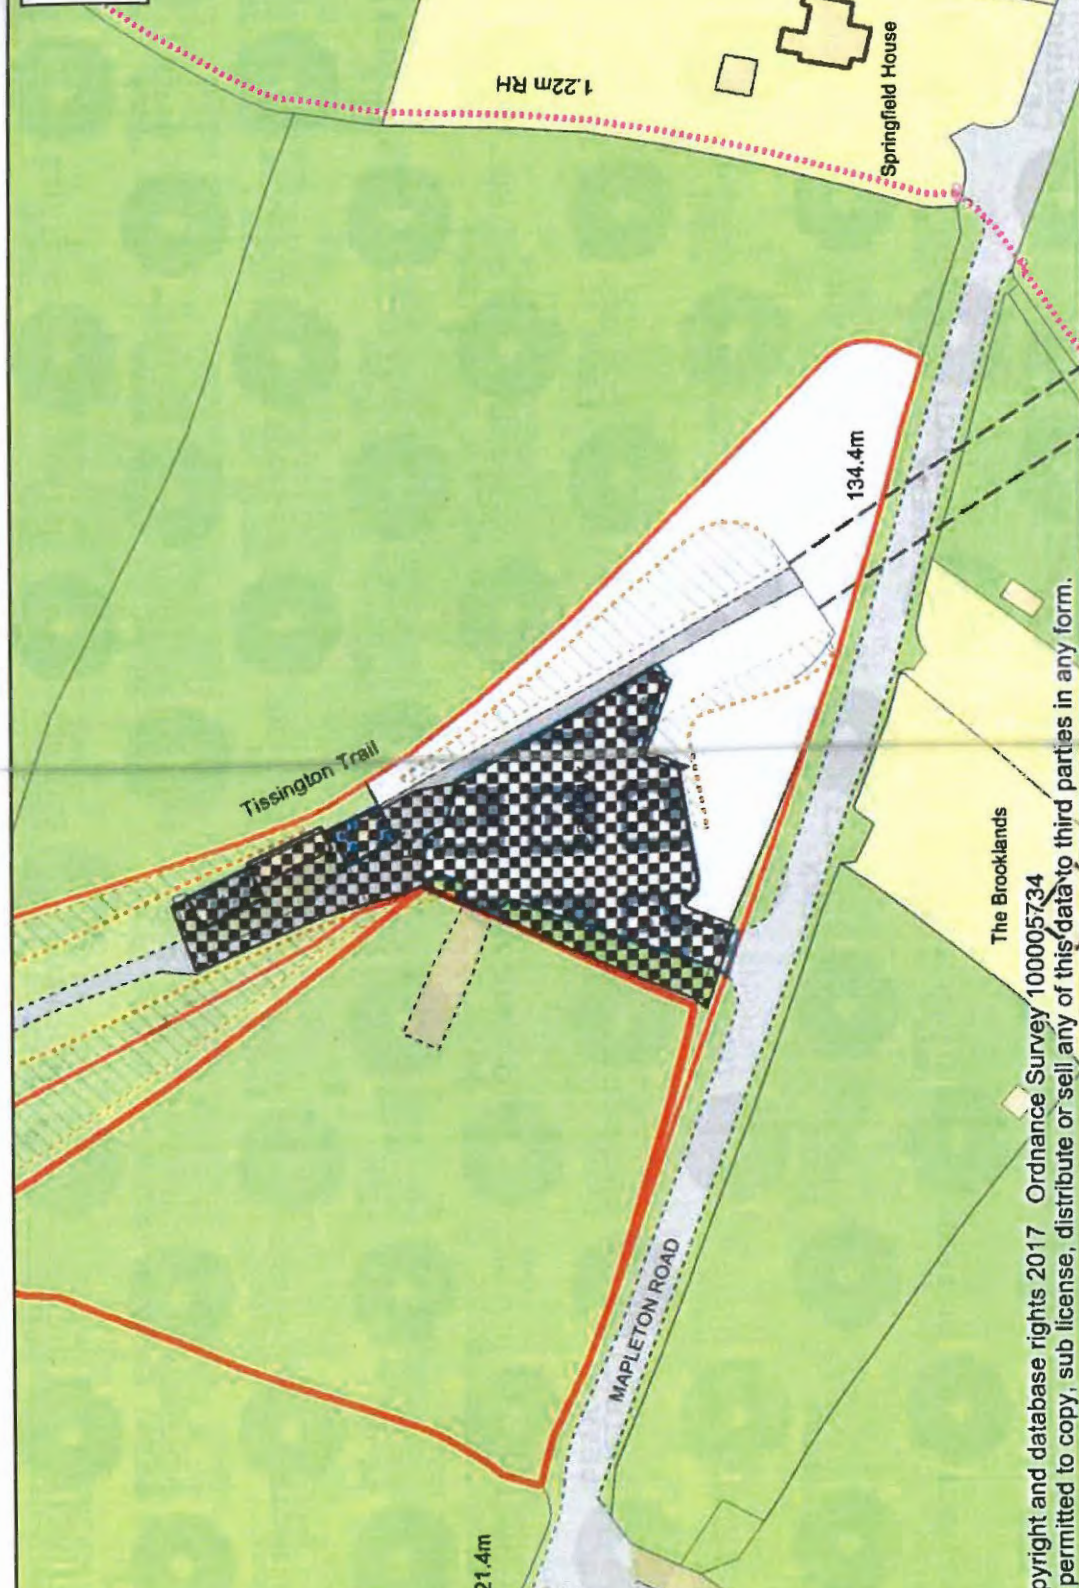 1.22m RH
Springfield House
134.4m
Tissington Trail
The Brooklands
MAPLETON ROAD
21.4m
pyright and database rights 2017 Ordnance Survey 100005734
permitted to copy, sub license, distribute or sell any of this data to third parties in any form.